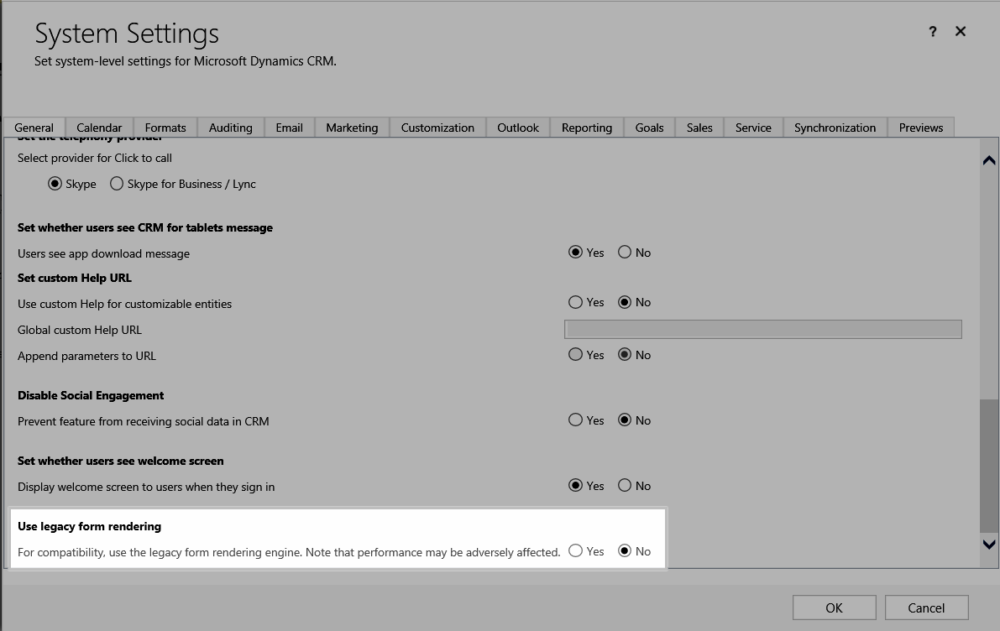 System Settings
? ✕
Set system-level settings for Microsoft Dynamics CRM.
General Calendar Formats Auditing Email Marketing Customization Outlook Reporting Goals Sales Service Synchronization Previews
Set the telephony provider
Select provider for Click to call
Skype Skype for Business / Lync
Set whether users see CRM for tablets message
Users see app download message Yes No
Set custom Help URL
Use custom Help for customizable entities Yes No
Global custom Help URL
Append parameters to URL Yes No
Disable Social Engagement
Prevent feature from receiving social data in CRM Yes No
Set whether users see welcome screen
Display welcome screen to users when they sign in Yes No
Use legacy form rendering
For compatibility, use the legacy form rendering engine. Note that performance may be adversely affected. Yes No
OK Cancel